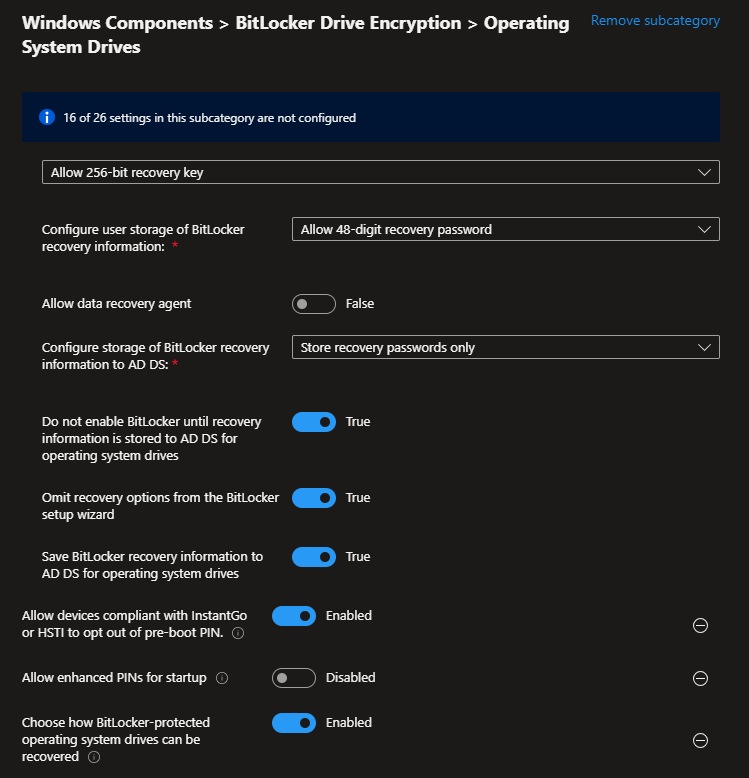 Windows Components > BitLocker Drive Encryption > Operating
System Drives
Remove subcategory
16 of 26 settings in this subcategory are not configured
Allow 256-bit recovery key
Configure user storage of BitLocker
recovery information: *
Allow 48-digit recovery password
Allow data recovery agent
False
Configure storage of BitLocker recovery
information to AD DS: *
Store recovery passwords only
Do not enable BitLocker until recovery
information is stored to AD DS for
operating system drives
True
Omit recovery options from the BitLocker
setup wizard
True
Save BitLocker recovery information to
AD DS for operating system drives
True
Allow devices compliant with InstantGo
or HSTI to opt out of pre-boot PIN.
Enabled
Allow enhanced PINs for startup
Disabled
Choose how BitLocker-protected
operating system drives can be
recovered
Enabled